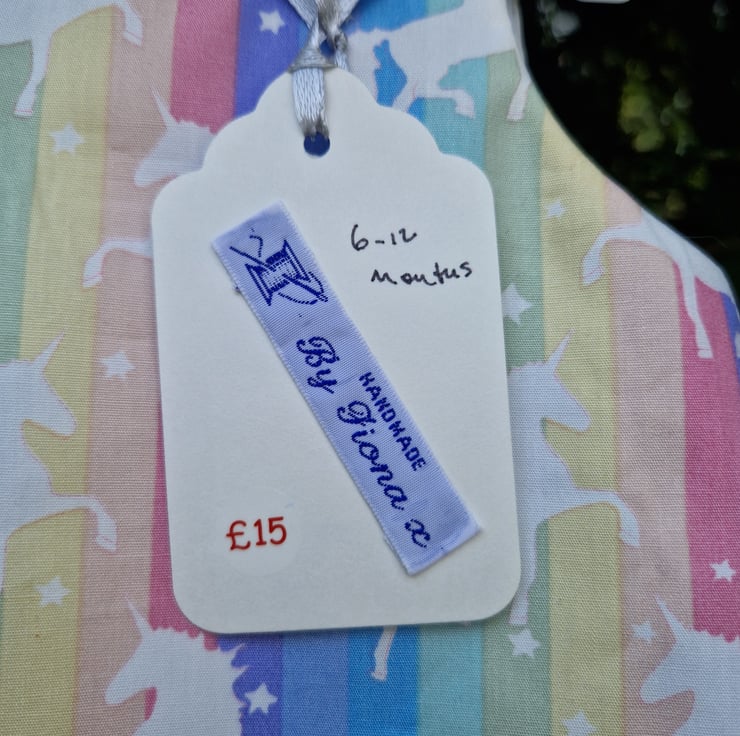 6-12
Months
HANDMADE
By Fiona x
£15